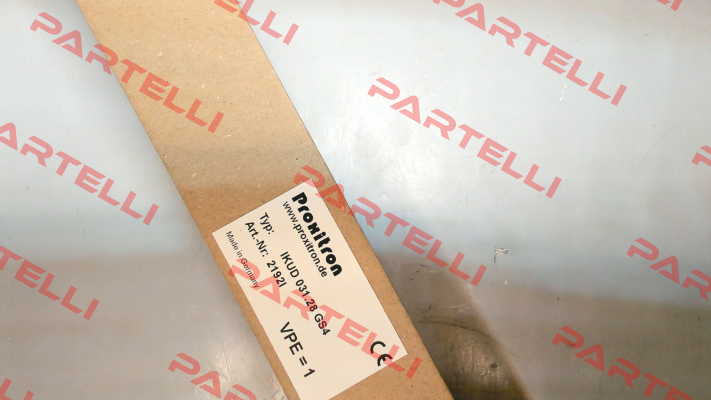 Proxitron
www.proxitron.de
Typ: IKUD 031.28 GS4
Art.-Nr: 2192I
Made in Germany
VPE = 1
CE
PARTELLI
PARTELLI
PARTELLI
PARTELLI
PARTELLI
PARTELLI
PARTELLI
PARTELLI
PARTELLI
PARTELLI
PARTELLI
PARTELLI